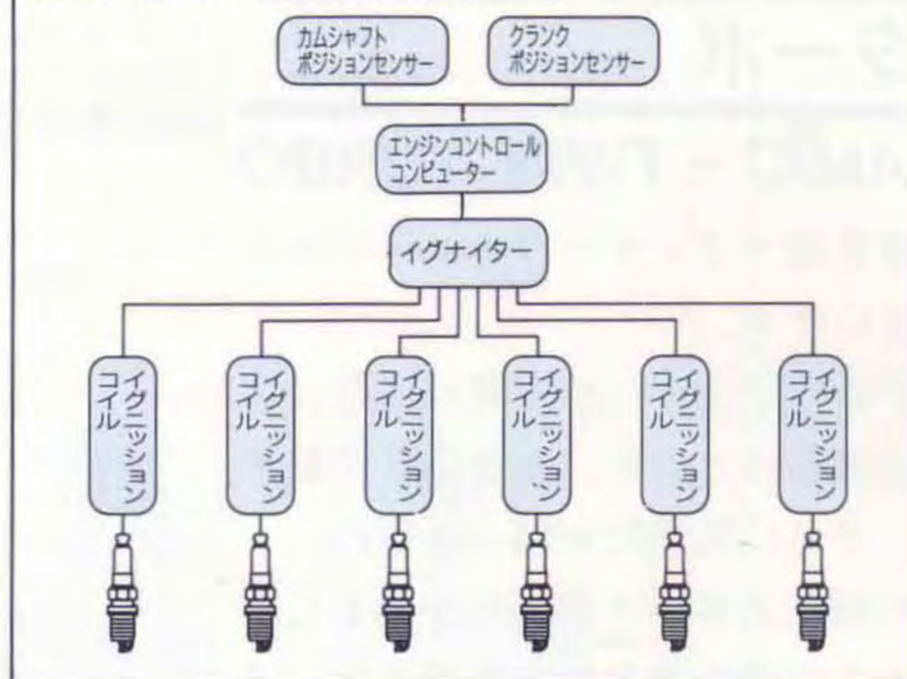 カムシャフト
ポジションセンサー
クランク
ポジションセンサー
エンジンコントロール
コンピューター
イグナイター
イグニッション
コイル
イグニッション
コイル
イグニッション
コイル
イグニッション
コイル
イグニッション
コイル
イグニッション
コイル